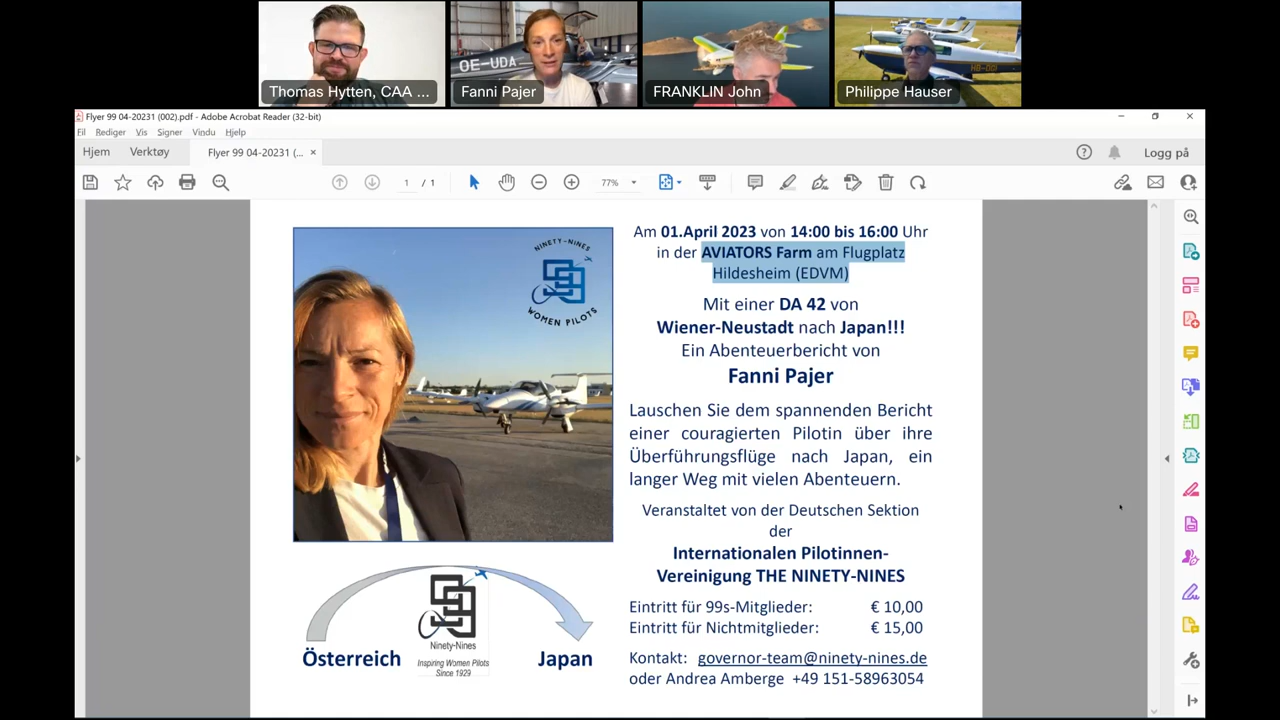 OE-UDA
HB-DGI
Thomas Hytten, CAA ...
Fanni Pajer
FRANKLIN John
Philippe Hauser
Flyer 99 04-20231 (002).pdf - Adobe Acrobat Reader (32-bit)
Fil Rediger Vis Signer Vindu Hjelp
Hjem Verktøy Flyer 99 04-20231 (... × Logg på
1 / 1 77%
NINETY-NINES
WOMEN PILOTS
Am 01.April 2023 von 14:00 bis 16:00 Uhr
in der AVIATORS Farm am Flugplatz
Hildesheim (EDVM)
Mit einer DA 42 von
Wiener-Neustadt nach Japan!!!
Ein Abenteuerbericht von
Fanni Pajer
Lauschen Sie dem spannenden Bericht
einer couragierten Pilotin über ihre
Überführungsflüge nach Japan, ein
langer Weg mit vielen Abenteuern.
Veranstaltet von der Deutschen Sektion
der
Internationalen Pilotinnen-
Vereinigung THE NINETY-NINES
Eintritt für 99s-Mitglieder: € 10,00
Eintritt für Nichtmitglieder: € 15,00
Kontakt: governor-team@ninety-nines.de
oder Andrea Amberge +49 151-58963054
Österreich
Ninety-Nines
Inspiring Women Pilots
Since 1929
Japan